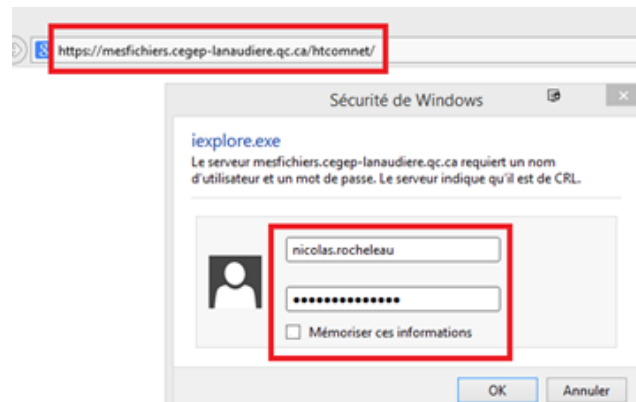 https://mesfichiers.cegep-lanaudiere.qc.ca/htcomnet/
Sécurité de Windows
iexplore.exe
Le serveur mesfichiers.cegep-lanaudiere.qc.ca requiert un nom
d'utilisateur et un mot de passe. Le serveur indique qu'il est de CRL.
nicolas.rocheleau
••••••••••••••
Mémoriser ces informations
OK Annuler